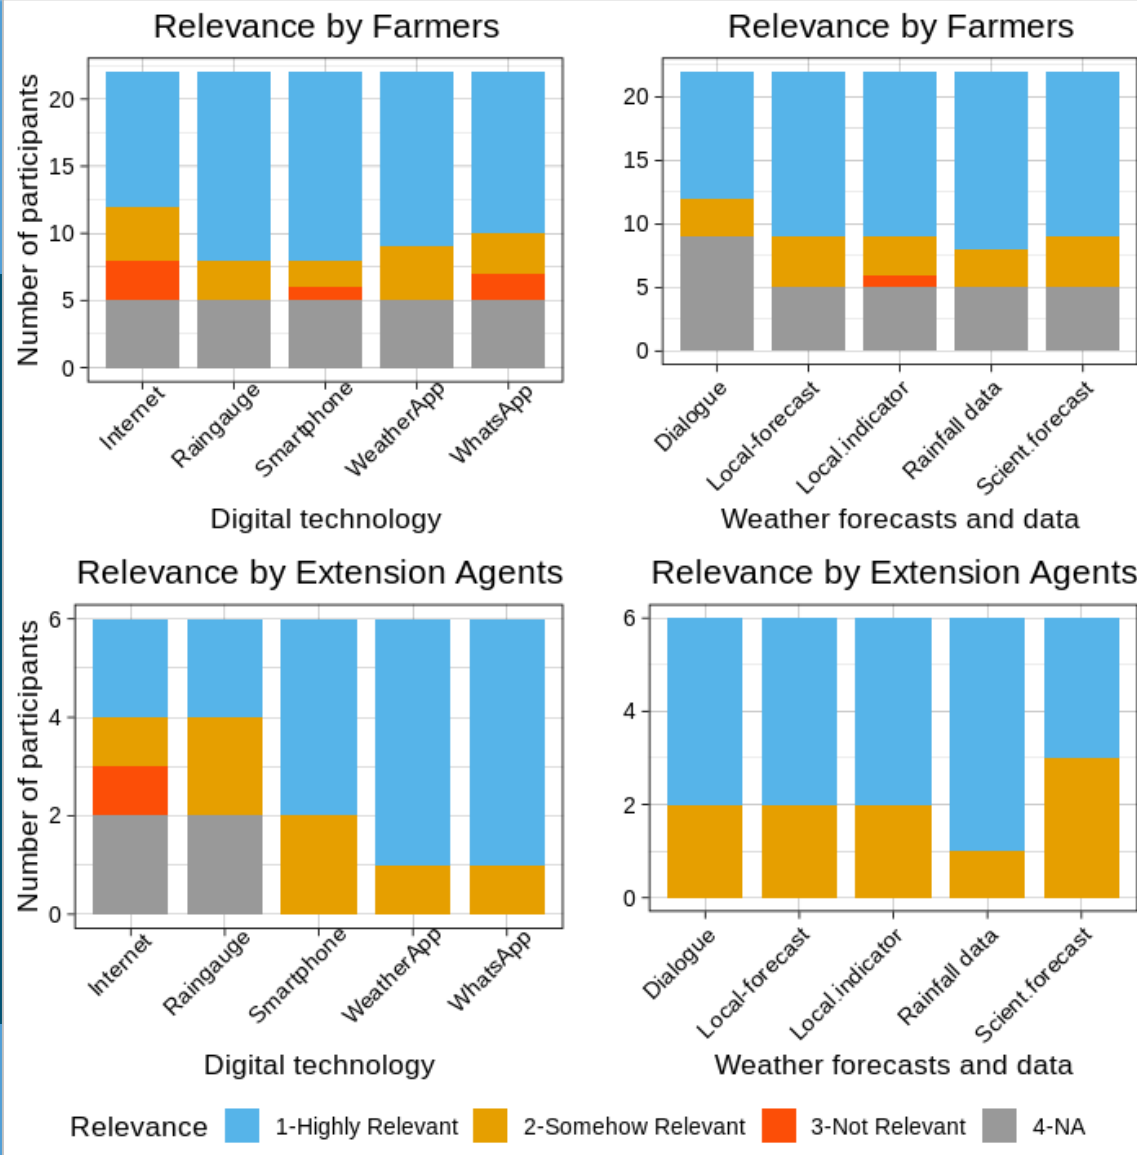 Relevance by Farmers
Number of participants
20
15
10
5
0
Internet
Raingauge
Smartphone
WeatherApp
WhatsApp
Digital technology
Relevance by Farmers
20
15
10
5
0
Dialogue
Local-forecast
Local.indicator
Rainfall data
Scient.forecast
Weather forecasts and data
Relevance by Extension Agents
Number of participants
6
4
2
0
Internet
Raingauge
Smartphone
WeatherApp
WhatsApp
Digital technology
Relevance by Extension Agents
6
4
2
0
Dialogue
Local-forecast
Local.indicator
Rainfall data
Scient.forecast
Weather forecasts and data
Relevance 1-Highly Relevant 2-Somehow Relevant 3-Not Relevant 4-NA